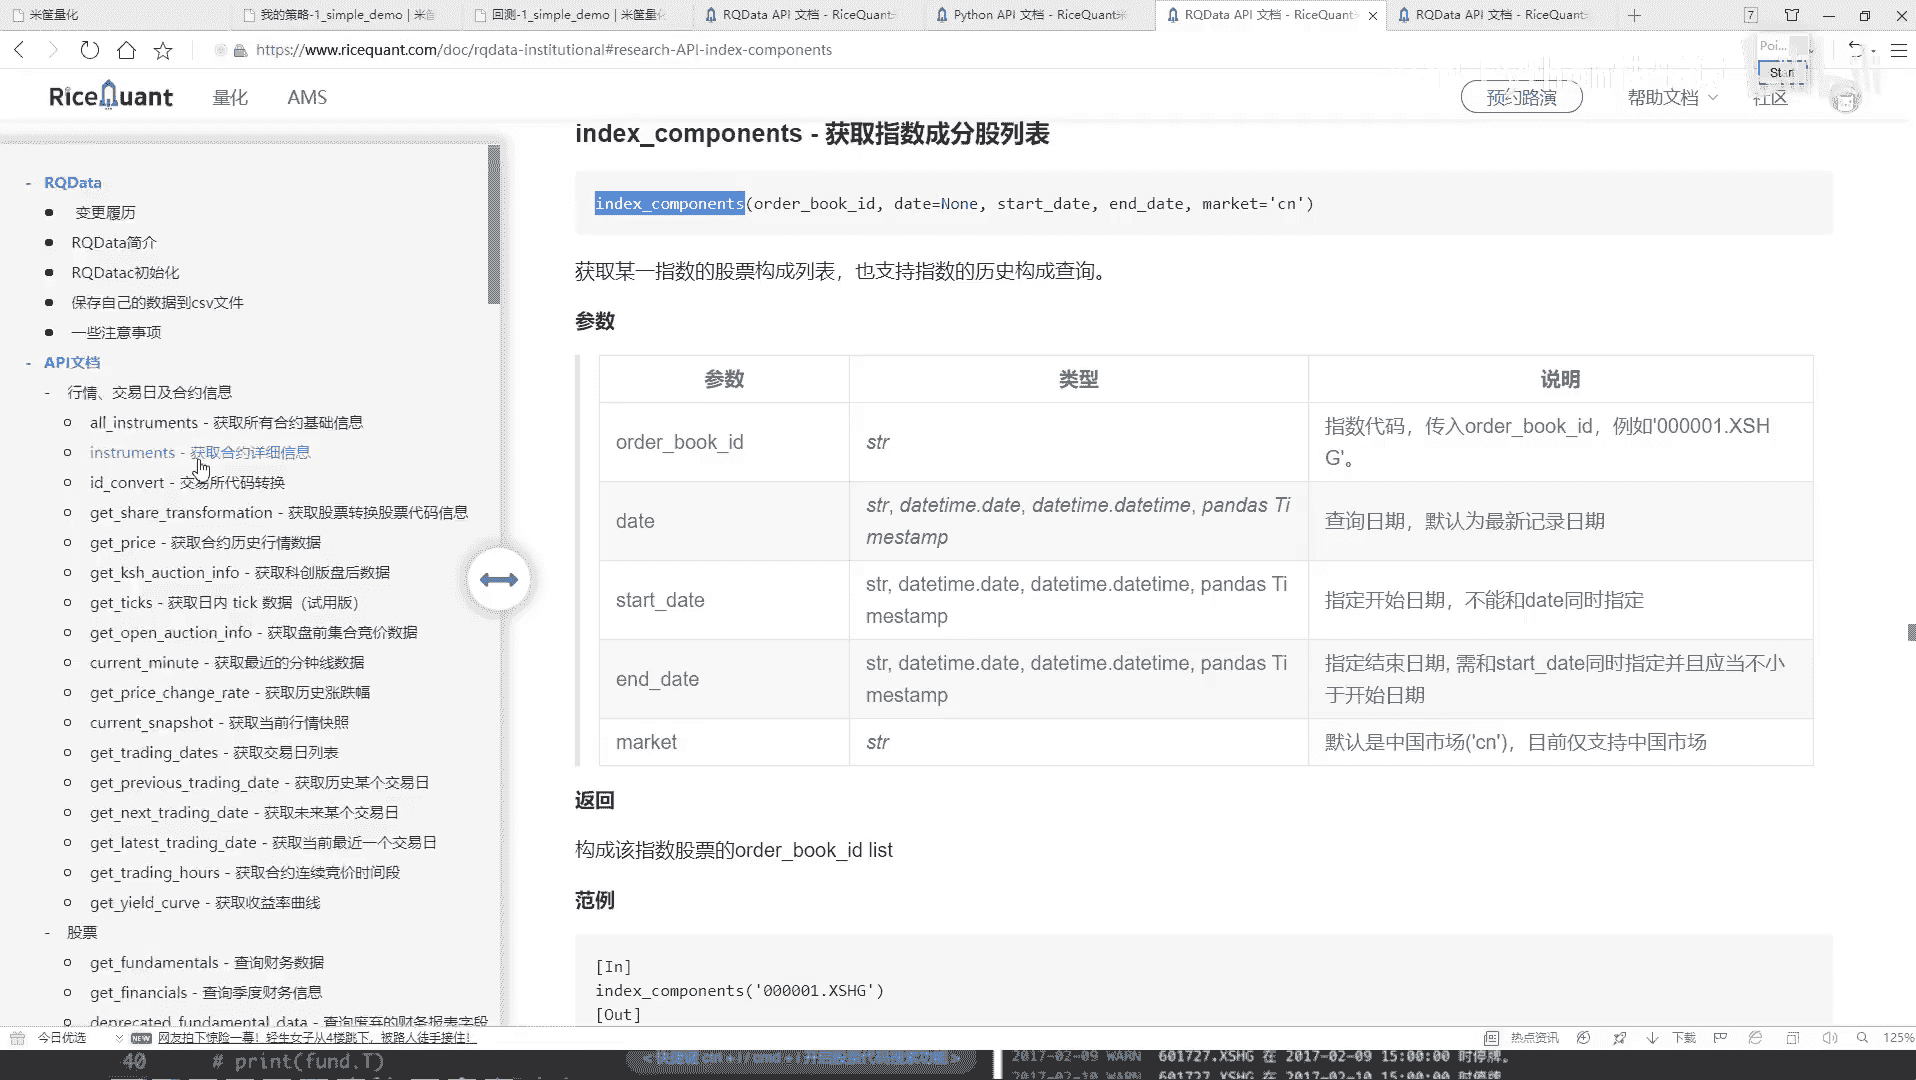 米筐量化
我的策略-1_simple_demo | 米筐
回测-1_simple_demo | 米筐量化
RQData API 文档 - RiceQuant
Python API 文档 - RiceQuant米
RQData API 文档 - RiceQuant
RQData API 文档 - RiceQuant
7
https://www.ricequant.com/doc/rqdata-institutional#research-API-index-components
Poi...
Start
RiceQuant
量化
AMS
预约路演
帮助文档
社区
- RQData
变更履历
RQData简介
RQDatac初始化
保存自己的数据到csv文件
一些注意事项
- API文档
- 行情、交易日及合约信息
all_instruments - 获取所有合约基础信息
instruments - 获取合约详细信息
id_convert - 交易所代码转换
get_share_transformation - 获取股票转换股票代码信息
get_price - 获取合约历史行情数据
get_ksh_auction_info - 获取科创版盘后数据
get_ticks - 获取日内 tick 数据（试用版）
get_open_auction_info - 获取盘前集合竞价数据
current_minute - 获取最近的分钟线数据
get_price_change_rate - 获取历史涨跌幅
current_snapshot - 获取当前行情快照
get_trading_dates - 获取交易日列表
get_previous_trading_date - 获取历史某个交易日
get_next_trading_date - 获取未来某个交易日
get_latest_trading_date - 获取当前最近一个交易日
get_trading_hours - 获取合约连续竞价时间段
get_yield_curve - 获取收益率曲线
- 股票
get_fundamentals - 查询财务数据
get_financials - 查询季度财务信息
deprecated_fundamental_data - 查询废弃的财务报表字段
index_components - 获取指数成分股列表
index_components(order_book_id, date=None, start_date, end_date, market='cn')
获取某一指数的股票构成列表，也支持指数的历史构成查询。
参数
参数 类型 说明
order_book_id str 指数代码，传入order_book_id，例如'000001.XSH
G'。
date str, datetime.date, datetime.datetime, pandas Ti
mestamp 查询日期，默认为最新记录日期
start_date str, datetime.date, datetime.datetime, pandas Ti
mestamp 指定开始日期，不能和date同时指定
end_date str, datetime.date, datetime.datetime, pandas Ti
mestamp 指定结束日期, 需和start_date同时指定并且应当不小
于开始日期
market str 默认是中国市场('cn')，目前仅支持中国市场
返回
构成该指数股票的order_book_id list
范例
[In]
index_components('000001.XSHG')
[Out]
今日优选
NEW 网友拍下惊险一幕！轻生女子从4楼跳下，被路人徒手接住！
热点资讯
下载
125%
40 # print(fund.T)
2017-02-09 WARN 601727.XSHG 在 2017-02-09 15:00:00 时停牌。
2017-02-10 WARN 601727.XSHG 在 2017-02-10 15:00:00 时停牌。